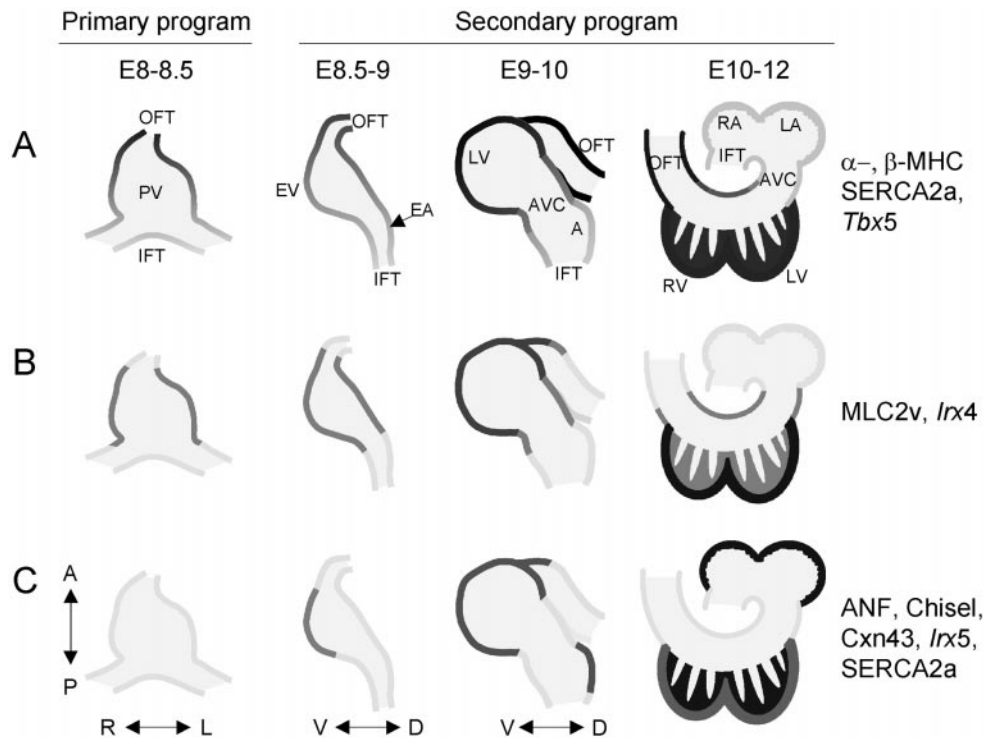 Primary program Secondary program
E8-8.5 E8.5-9 E9-10 E10-12
A
OFT
PV
IFT
OFT
EV
EA
IFT
LV
OFT
AVC
A
IFT
RA
LA
IFT
OFT
AVC
RV
LV
α–, β-MHC
SERCA2a,
Tbx5
B
MLC2v, Irx4
C
A
P
R L
V D
V D
ANF, Chisel,
Cxn43, Irx5,
SERCA2a